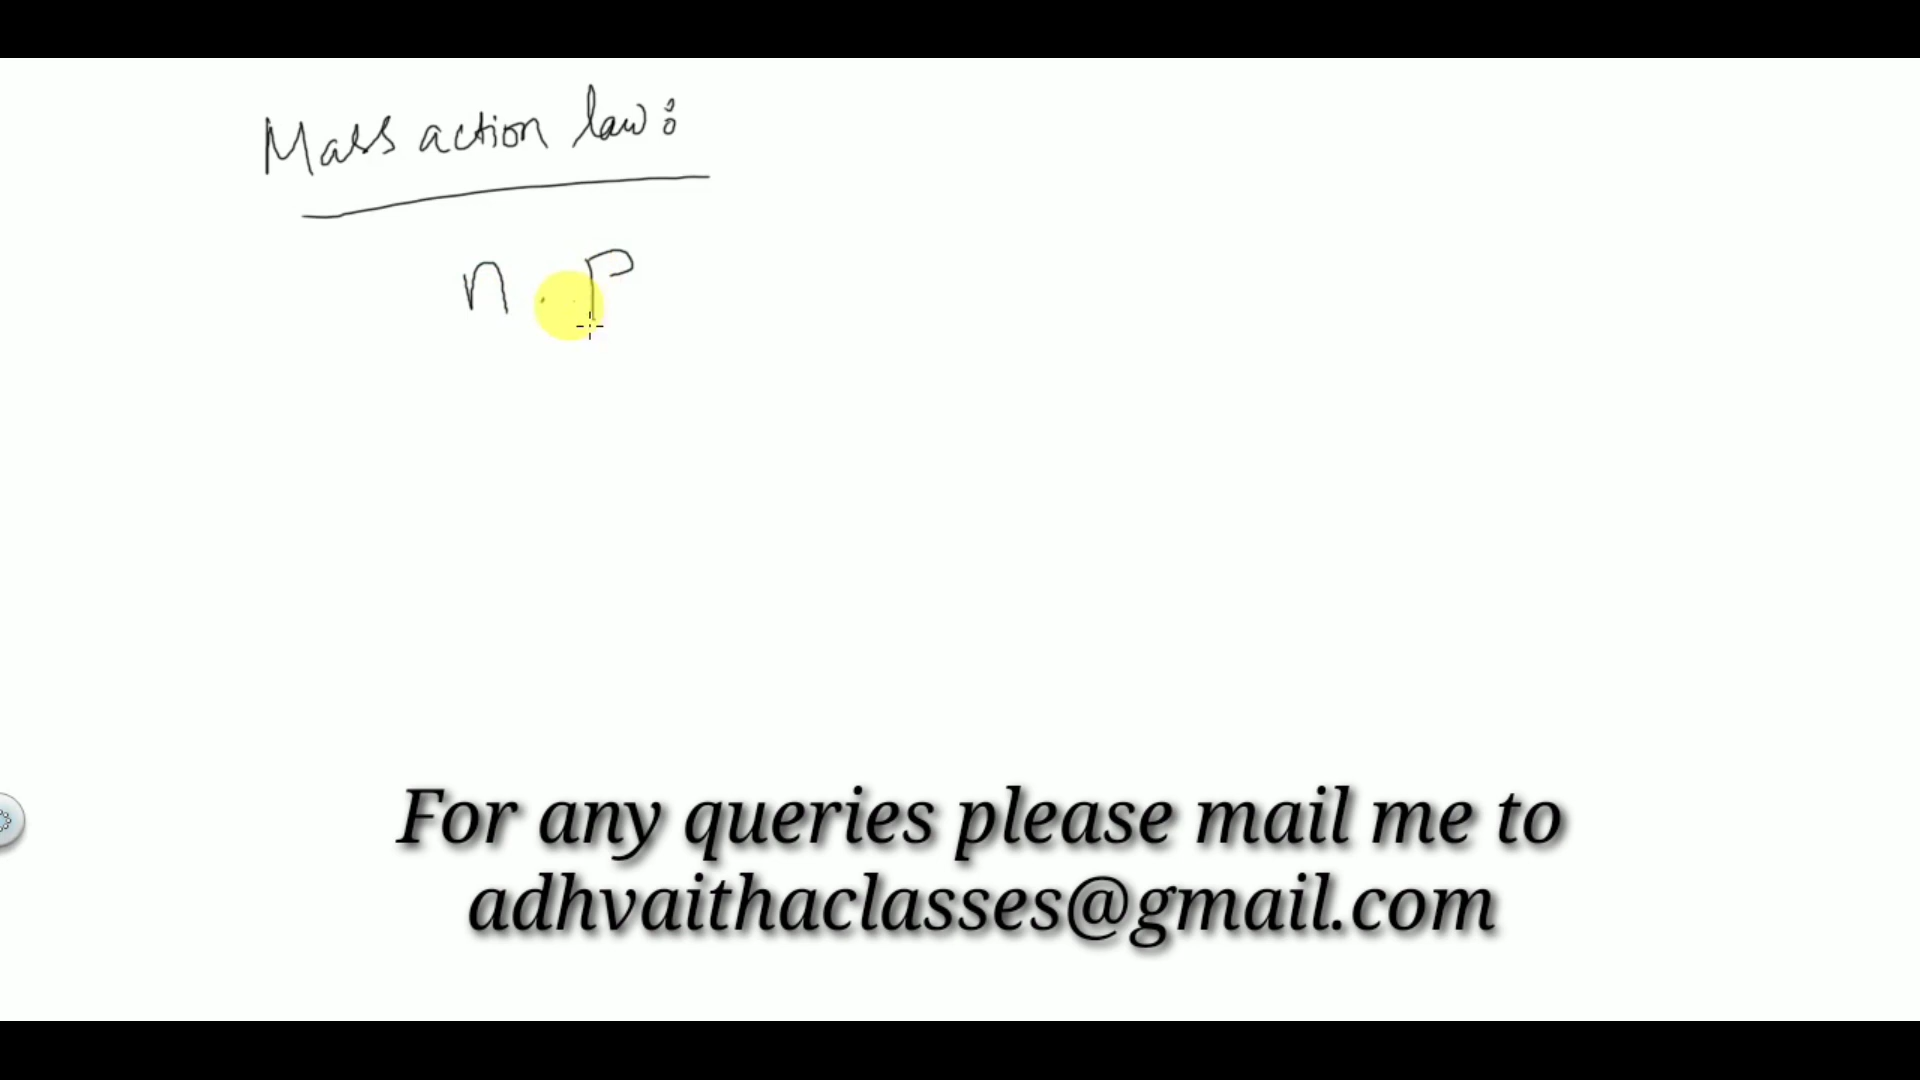 Mass action law:
n . p
For any queries please mail me to
adhvaithaclasses@gmail.com